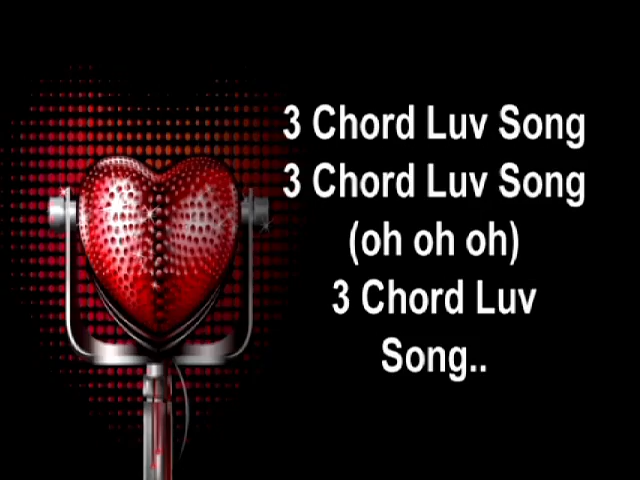 3 Chord Luv Song
3 Chord Luv Song
(oh oh oh)
3 Chord Luv
Song..